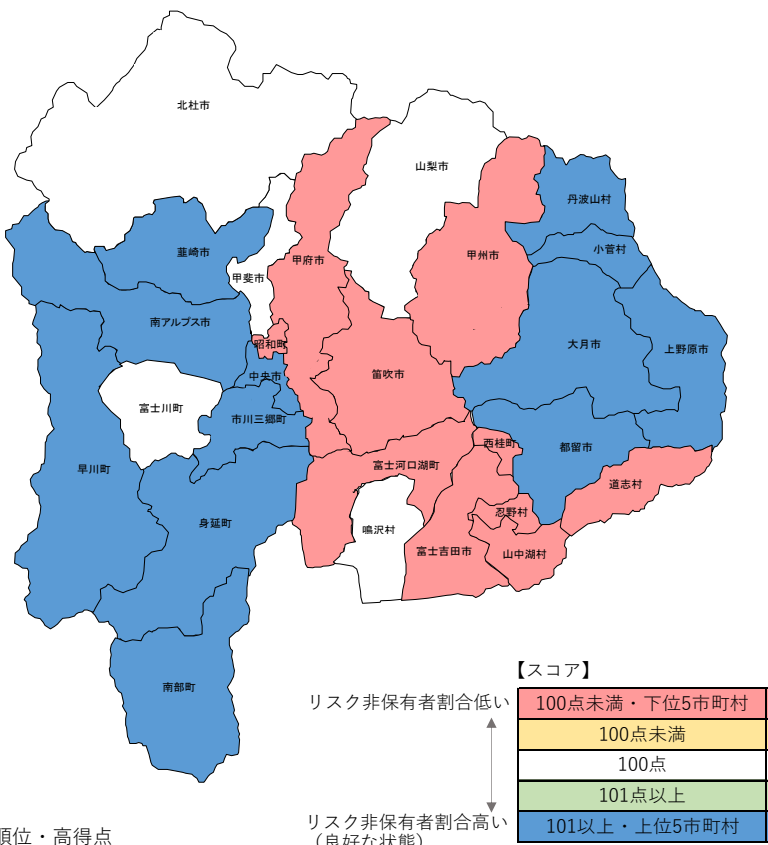 北杜市
山梨市
丹波山村
韮崎市
小菅村
甲府市
甲州市
甲斐市
南アルプス市
昭和町
大月市
上野原市
中央市
笛吹市
富士川町
市川三郷町
西桂町
都留市
早川町
富士河口湖町
道志村
身延町
忍野村
鳴沢村
富士吉田市
山中湖村
南部町
【スコア】
リスク非保有者割合低い
100点未満・下位5市町村
100点未満
100点
101点以上
リスク非保有者割合高い
101以上・上位5市町村
（良好な状態）
順位・高得点